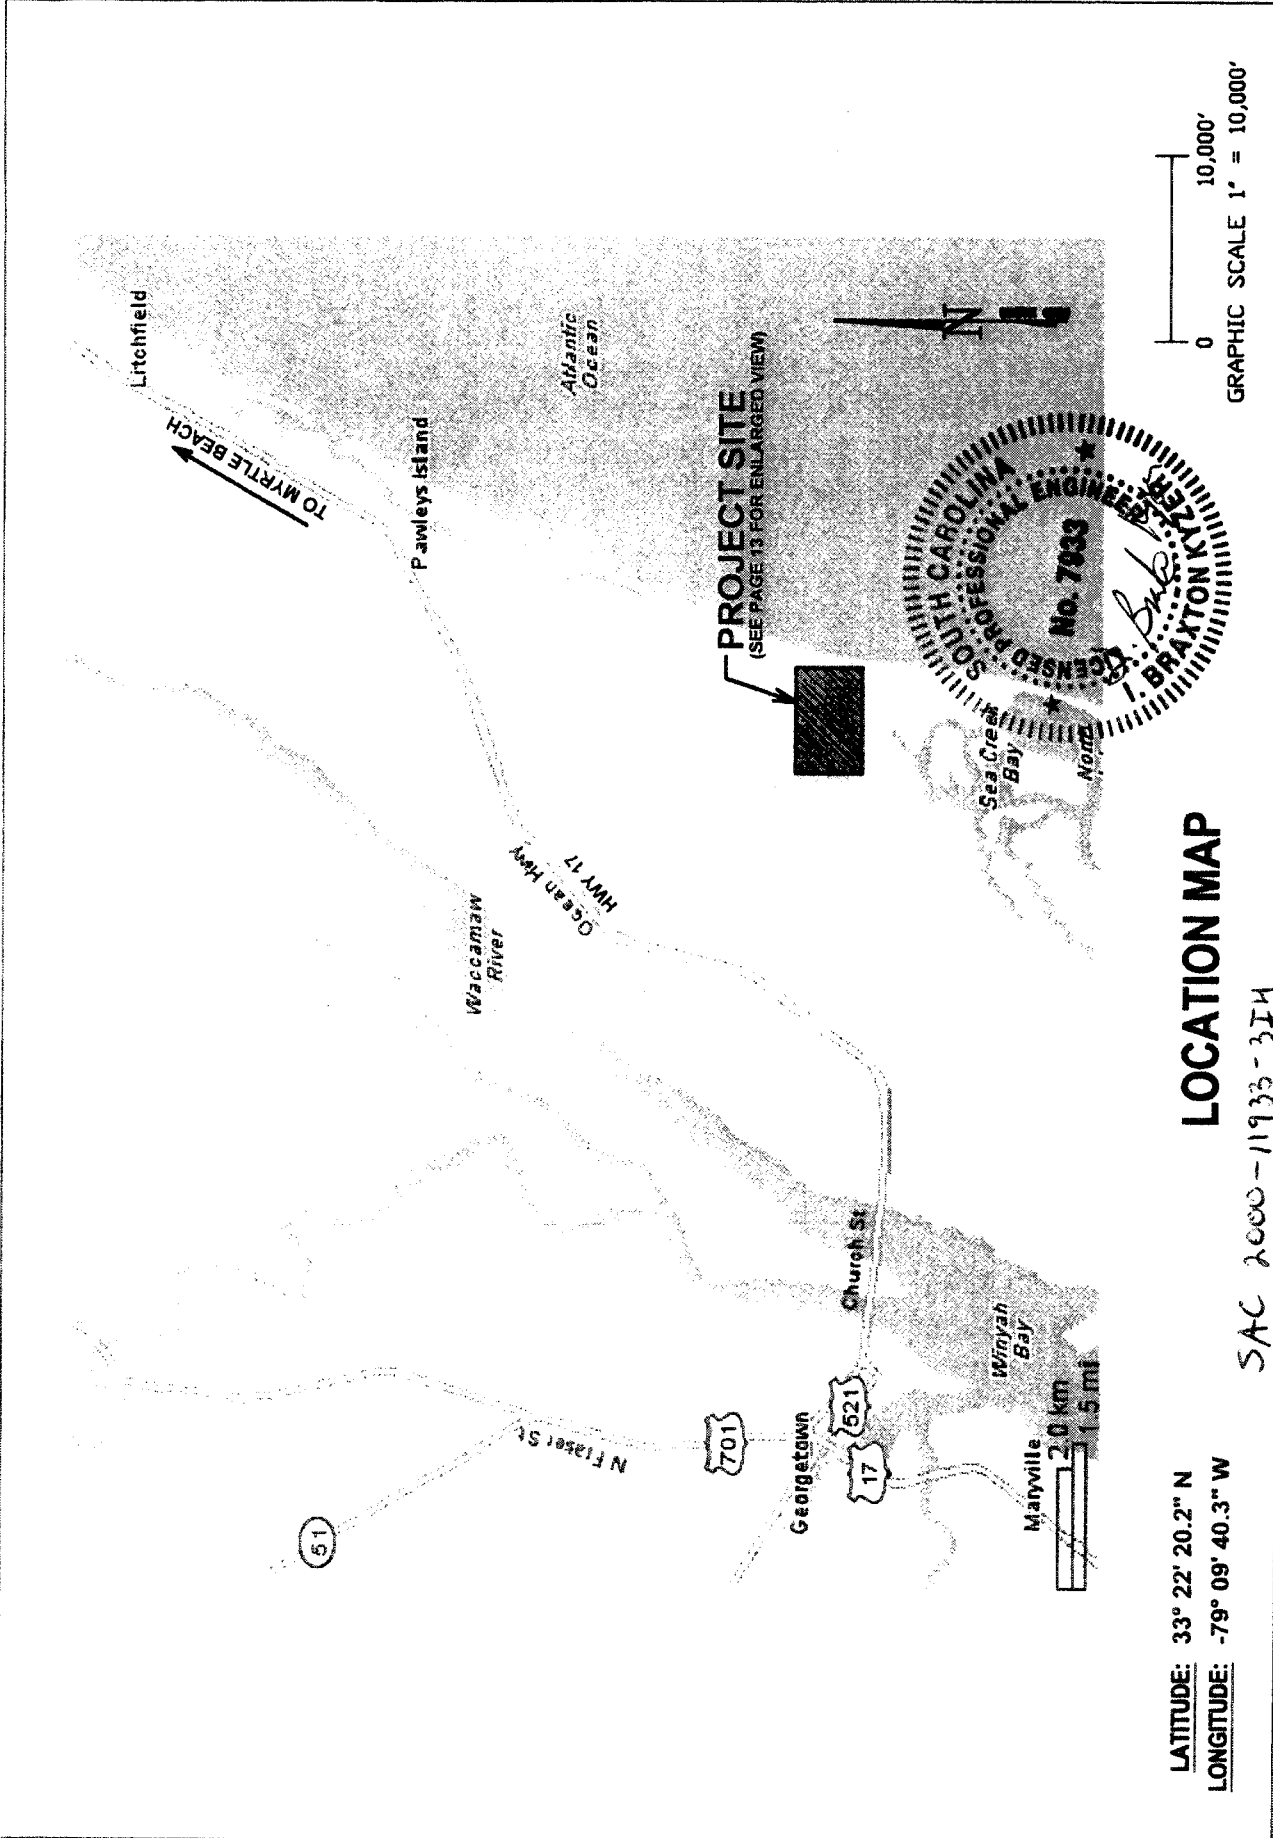 Litchfield
TO MYRTLE BEACH
Pawleys Island
Atlantic
Ocean
PROJECT SITE
(SEE PAGE 13 FOR ENLARGED VIEW)
Waccamaw
River
Ocean Hwy
HWY 17
51
N Fraser St
701
Georgetown
521
17
Church St
Winyah
Bay
Maryville
2.0 km
1.5 mi
Sea Creek
Bay
North
N
SOUTH CAROLINA
PROFESSIONAL ENGINEER
No. 7933
I. BRAXTON KYZER
0 10,000'
GRAPHIC SCALE 1" = 10,000'
LOCATION MAP
LATITUDE: 33° 22' 20.2" N
LONGITUDE: -79° 09' 40.3" W
SAC 2000-11933-3IH